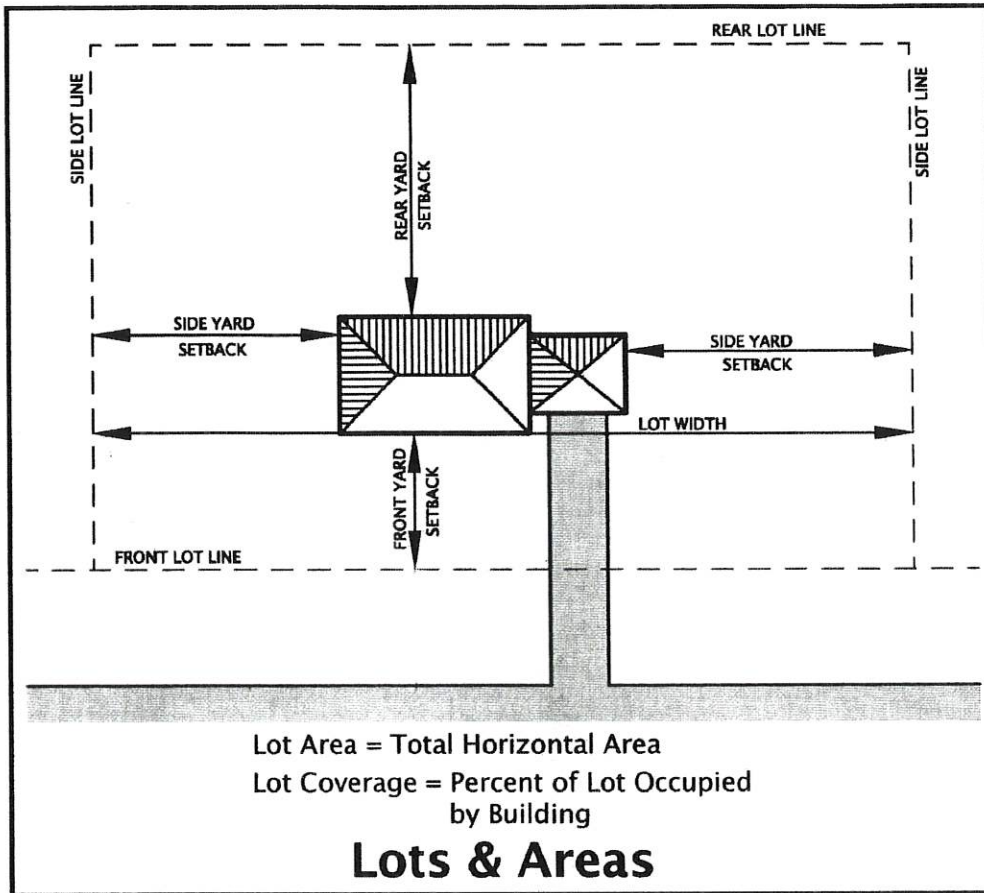 REAR LOT LINE
SIDE LOT LINE
SIDE LOT LINE
REAR YARD
SETBACK
SIDE YARD
SETBACK
SIDE YARD
SETBACK
LOT WIDTH
FRONT YARD
SETBACK
FRONT LOT LINE
Lot Area = Total Horizontal Area
Lot Coverage = Percent of Lot Occupied
by Building
Lots & Areas